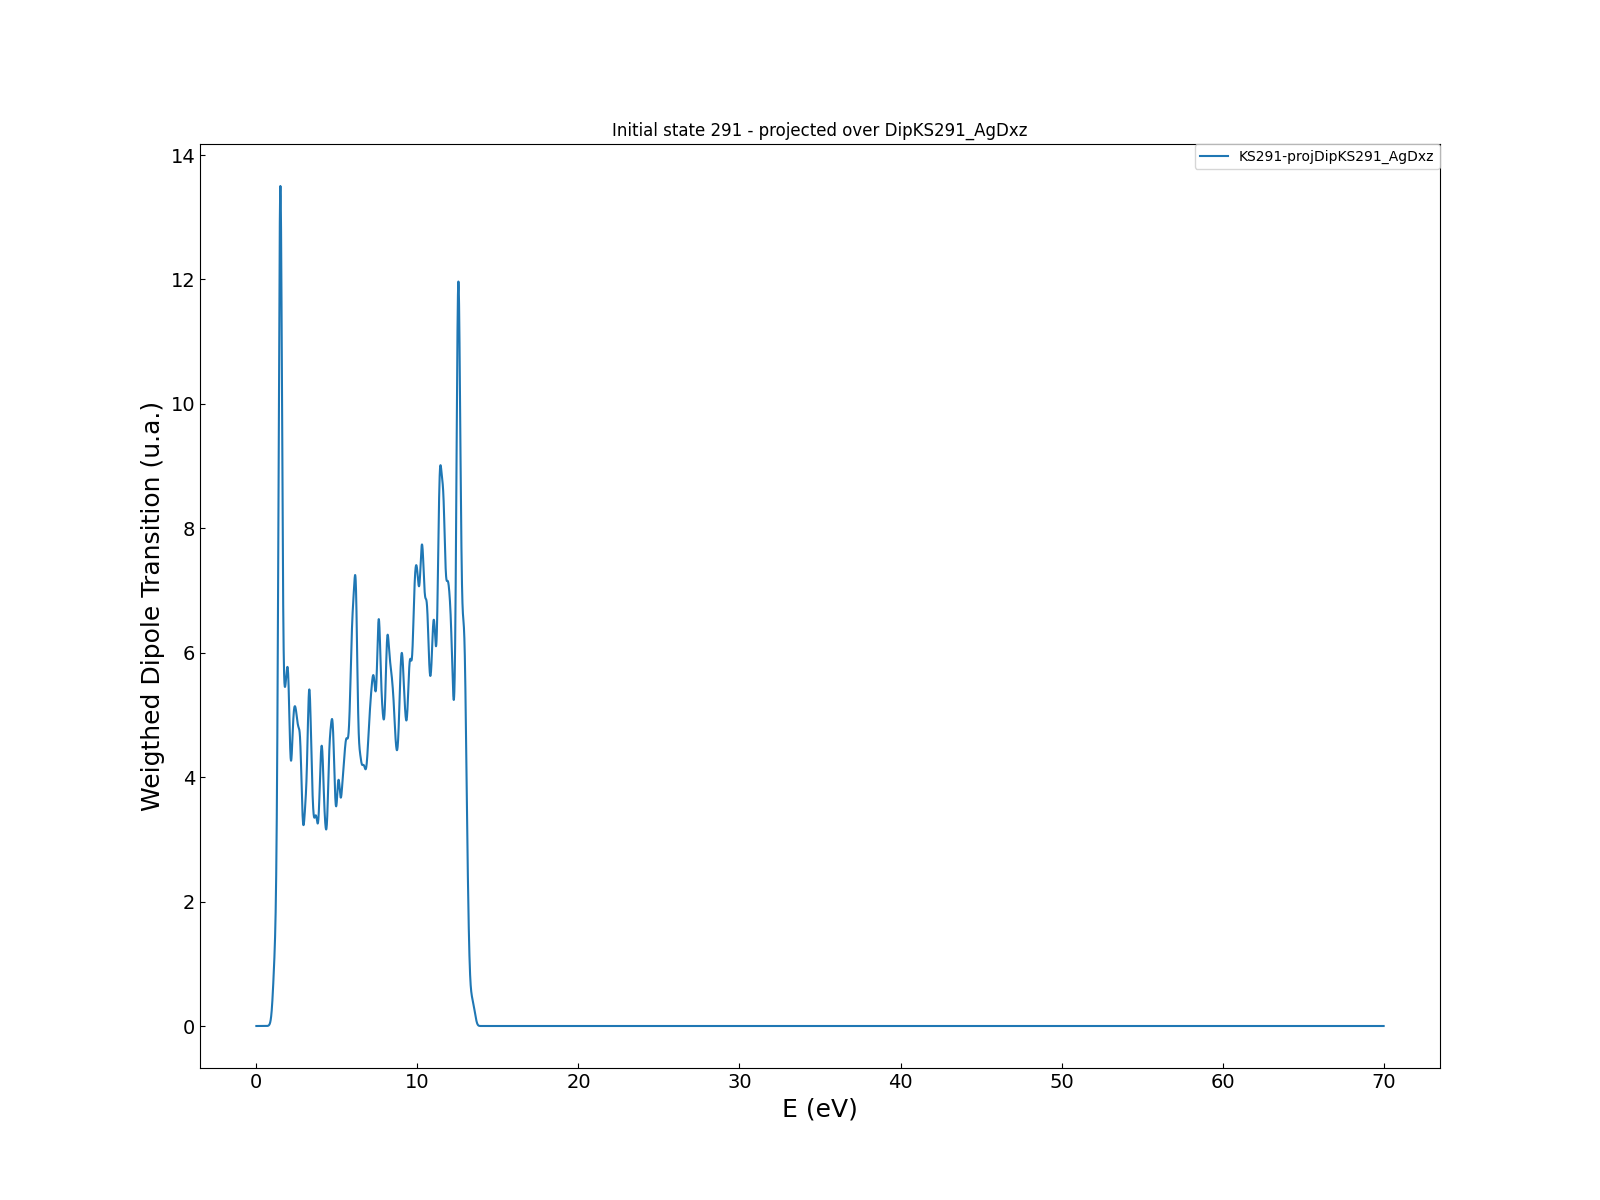 Initial state 291 - projected over DipKS291_AgDxz
KS291-projDipKS291_AgDxz
14
12
10
8
6
4
2
0
Weigthed Dipole Transition (u.a.)
0 10 20 30 40 50 60 70
E (eV)